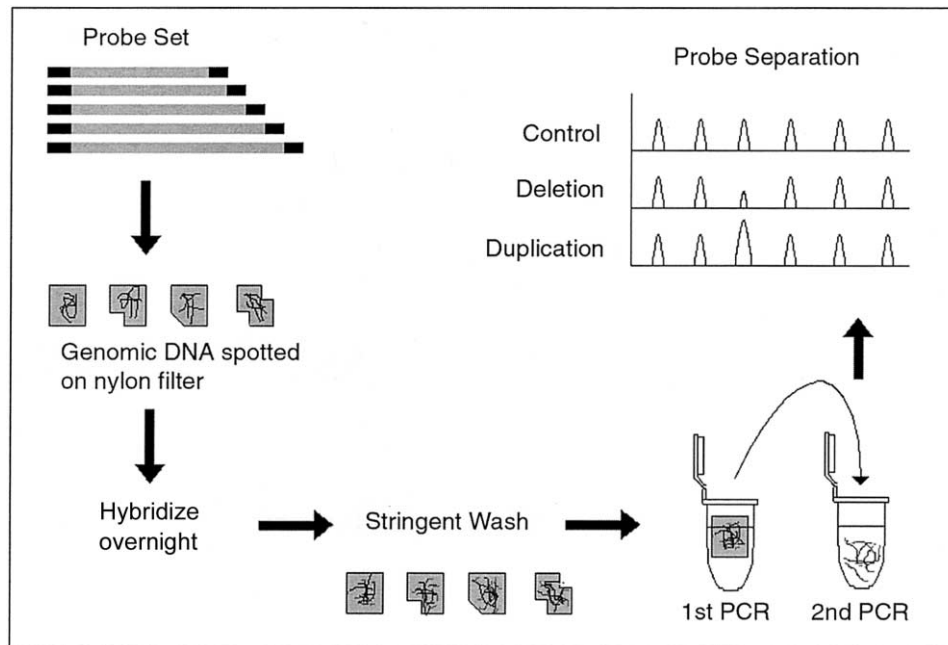 Probe Set
Genomic DNA spotted
on nylon filter
Hybridize
overnight
Stringent Wash
1st PCR
2nd PCR
Probe Separation
Control
Deletion
Duplication